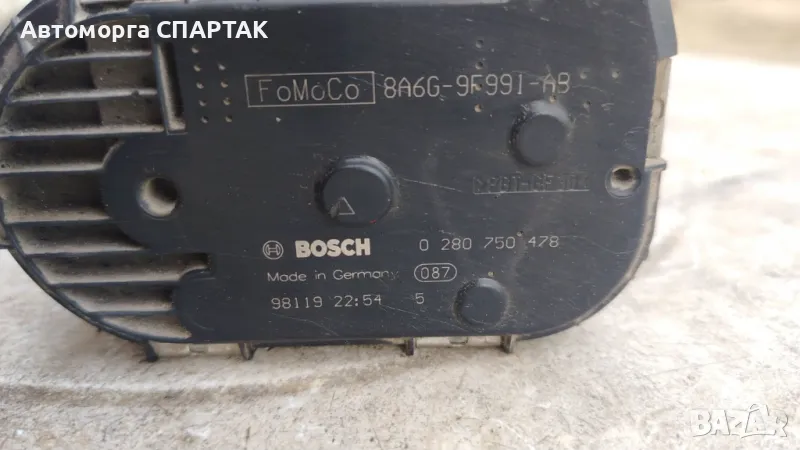 Автоморга СПАРТАК
FoMoCo 8A6G-9F991-AB
BOSCH 0 280 750 478
Made in Germany 087
98119 22:54 5
BAZAR